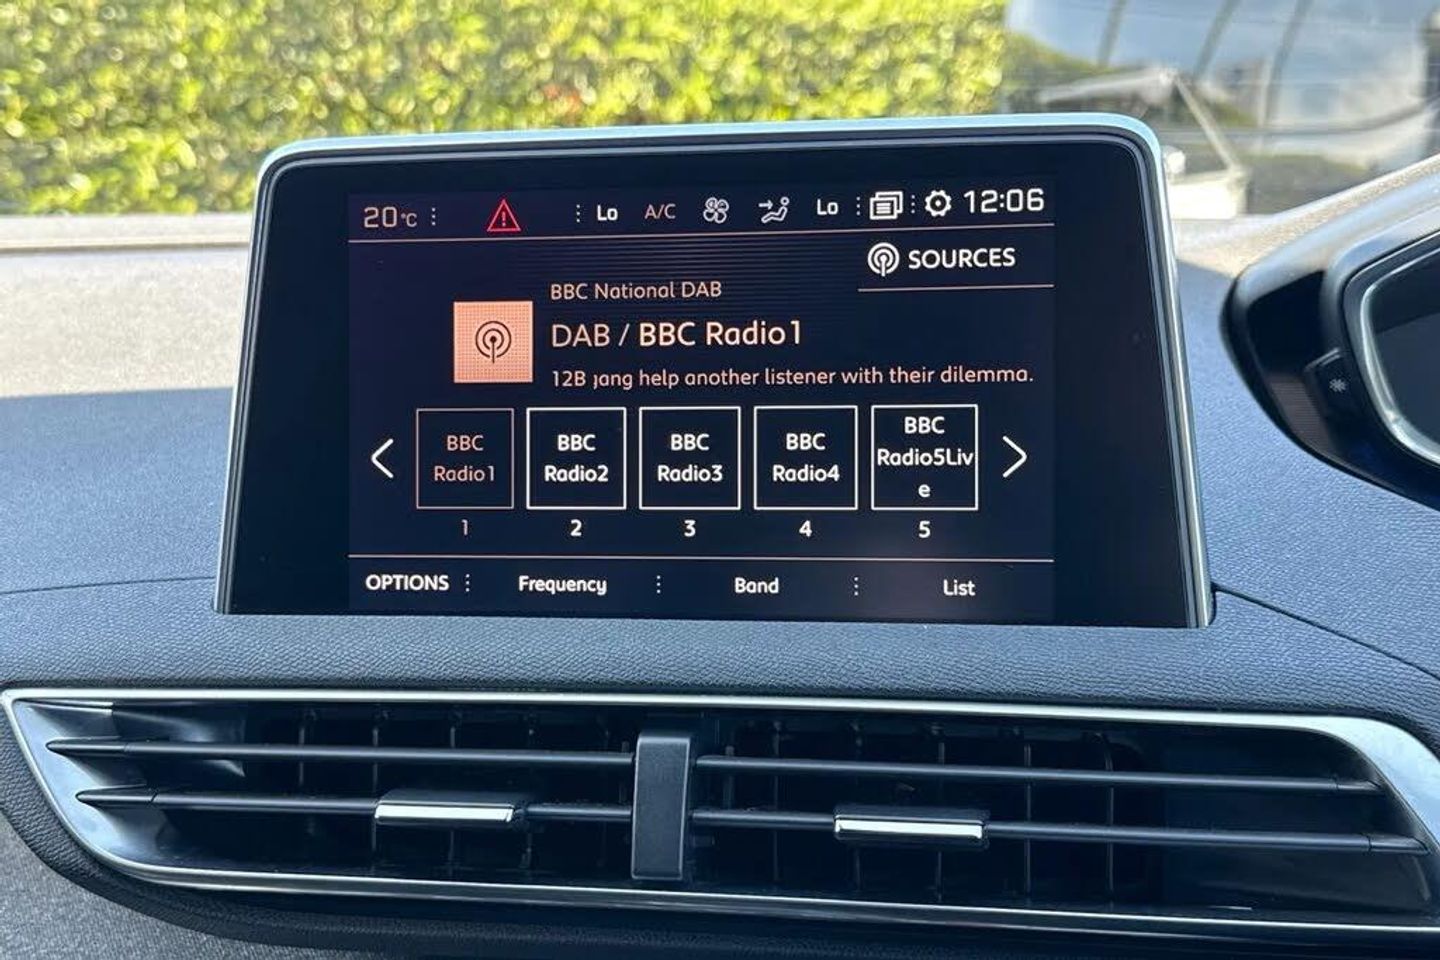 20°C Lo A/C Lo 12:06
SOURCES
BBC National DAB
DAB / BBC Radio1
12B jang help another listener with their dilemma.
BBC
Radio1
BBC
Radio2
BBC
Radio3
BBC
Radio4
BBC
Radio5Liv
e
1 2 3 4 5
OPTIONS Frequency Band List